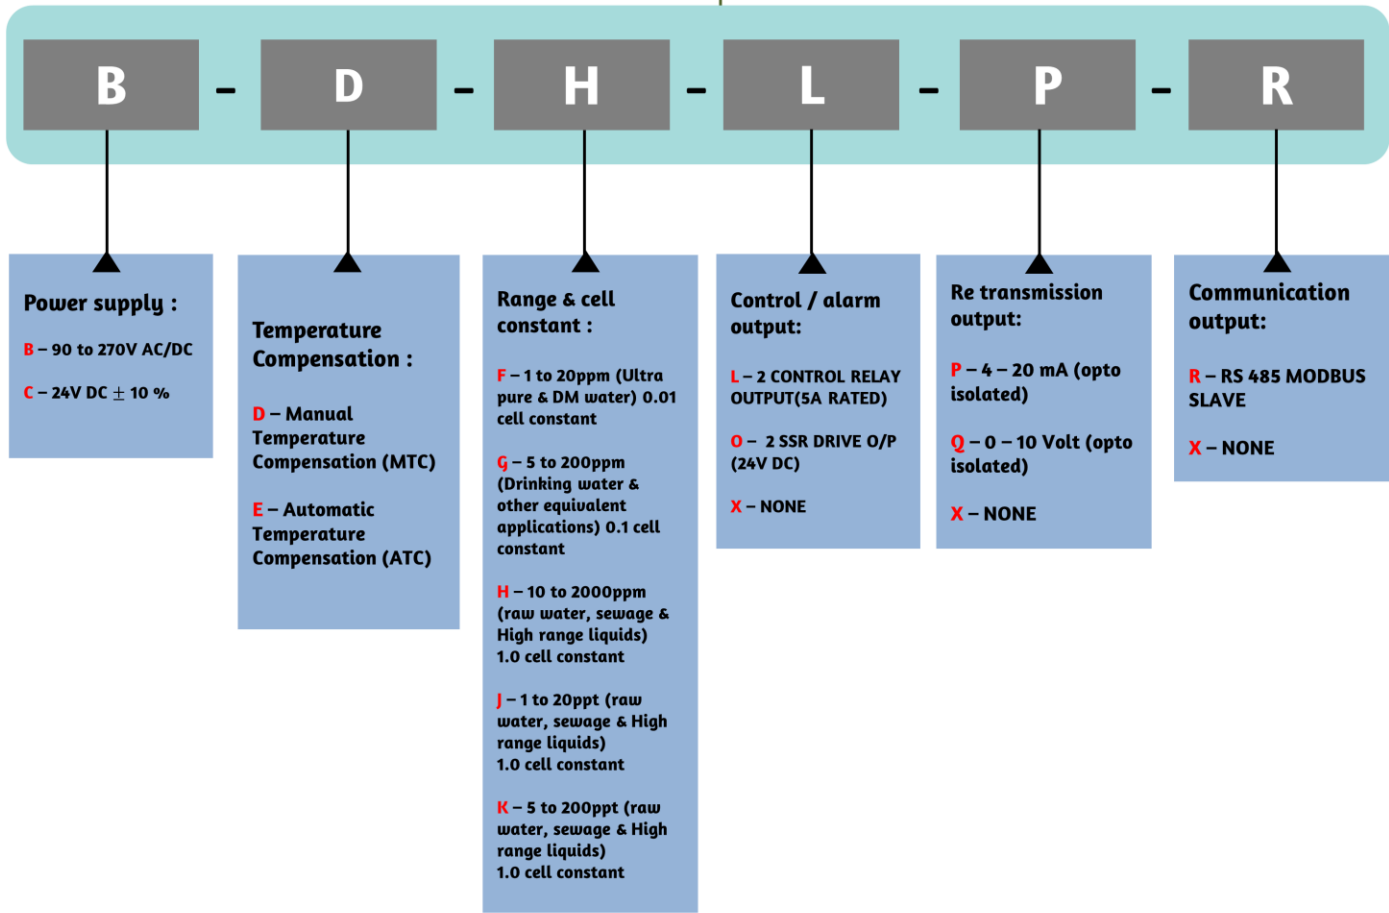 B - D - H - L - P - R
Power supply :
B – 90 to 270V AC/DC
C – 24V DC ± 10 %
Temperature
Compensation :
D – Manual
Temperature
Compensation (MTC)
E – Automatic
Temperature
Compensation (ATC)
Range & cell
constant :
F – 1 to 20ppm (Ultra
pure & DM water) 0.01
cell constant
G – 5 to 200ppm
(Drinking water &
other equivalent
applications) 0.1 cell
constant
H – 10 to 2000ppm
(raw water, sewage &
High range liquids)
1.0 cell constant
J – 1 to 20ppt (raw
water, sewage & High
range liquids)
1.0 cell constant
K – 5 to 200ppt (raw
water, sewage & High
range liquids)
1.0 cell constant
Control / alarm
output:
L – 2 CONTROL RELAY
OUTPUT(5A RATED)
O – 2 SSR DRIVE O/P
(24V DC)
X – NONE
Re transmission
output:
P – 4 – 20 mA (opto
isolated)
Q – 0 – 10 Volt (opto
isolated)
X – NONE
Communication
output:
R – RS 485 MODBUS
SLAVE
X – NONE